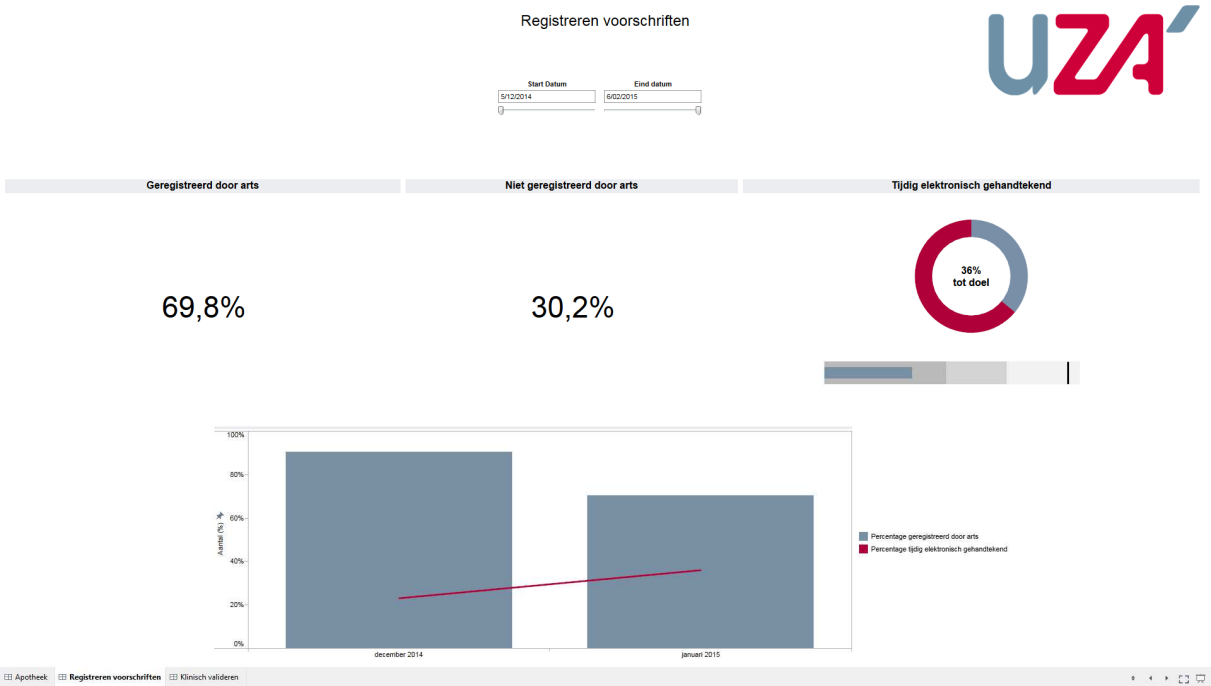 Registreren voorschriften
UZA
Start Datum
Eind datum
5/12/2014
6/02/2015
Geregistreerd door arts
Niet geregistreerd door arts
Tijdig elektronisch gehandtekend
69,8%
30,2%
36%
tot doel
100%
80%
60%
40%
20%
0%
Aantal (%)
december 2014
januari 2015
Percentage geregistreerd door arts
Percentage tijdig elektronisch gehandtekend
Apotheek
Registreren voorschriften
Klinisch valideren